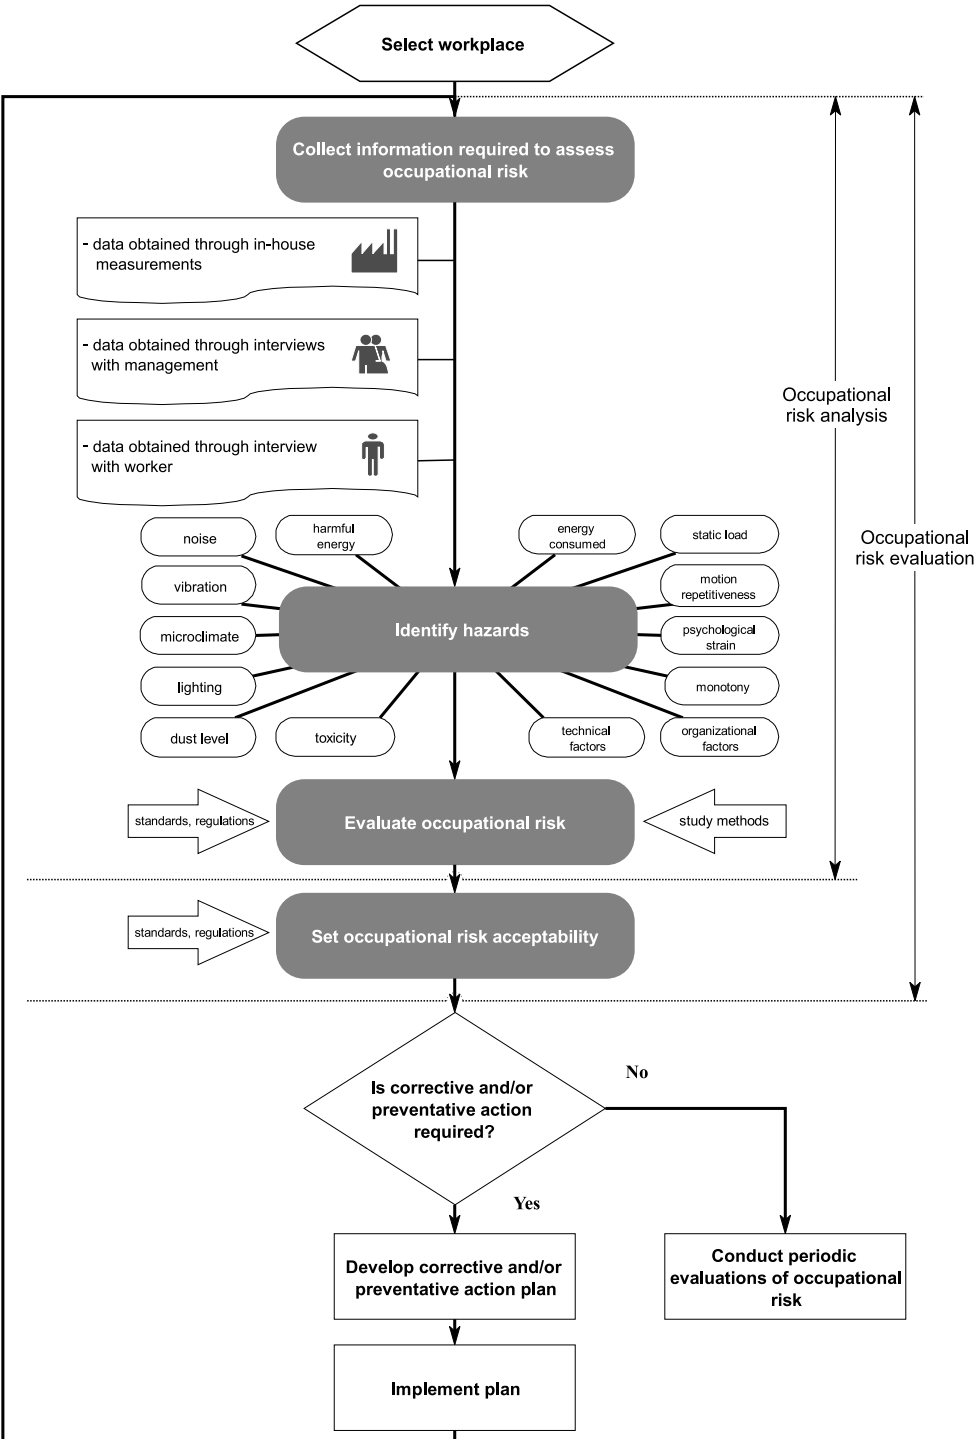 Select workplace
Collect information required to assess
occupational risk
- data obtained through in-house
measurements
- data obtained through interviews
with management
- data obtained through interview
with worker
Occupational
risk analysis
Occupational
risk evaluation
noise
harmful
energy
energy
consumed
static load
vibration
motion
repetitiveness
microclimate
Identify hazards
psychological
strain
lighting
monotony
dust level
toxicity
technical
factors
organizational
factors
standards, regulations
Evaluate occupational risk
study methods
standards, regulations
Set occupational risk acceptability
Is corrective and/or
preventative action
required?
No
Yes
Develop corrective and/or
preventative action plan
Conduct periodic
evaluations of occupational
risk
Implement plan